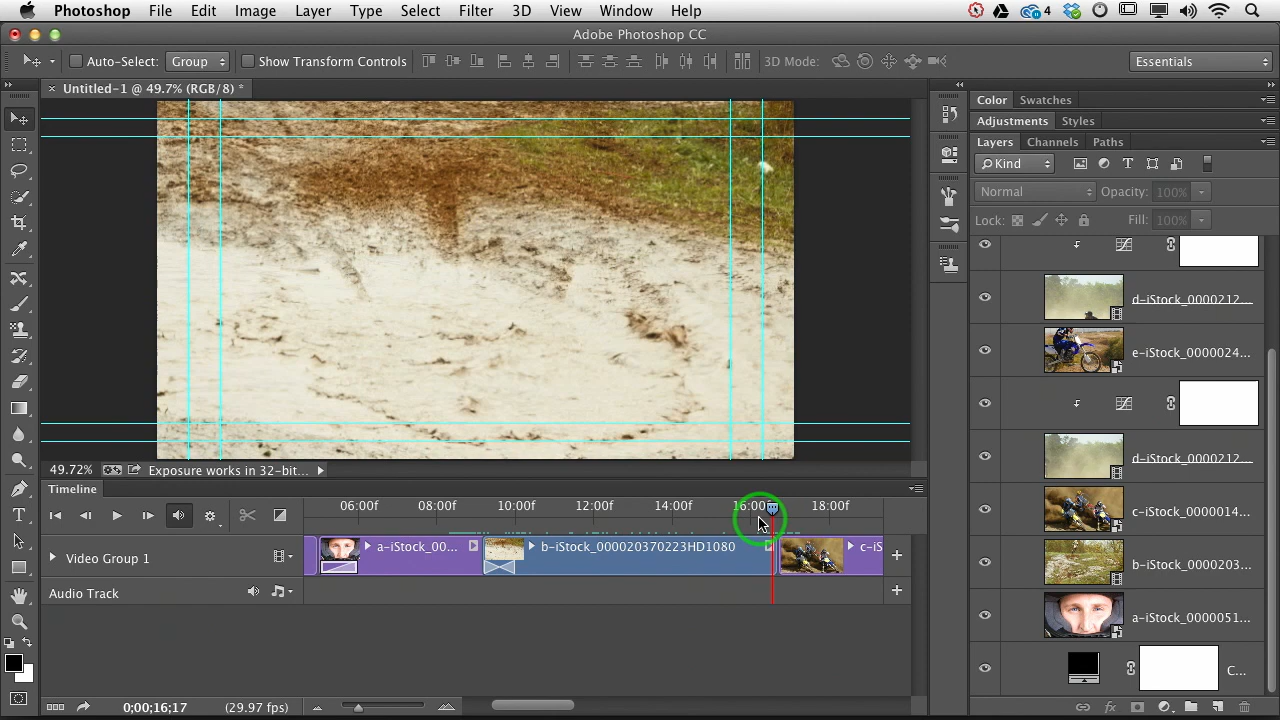 Photoshop File Edit Image Layer Type Select Filter 3D View Window Help 4
Adobe Photoshop CC
Auto-Select: Group Show Transform Controls 3D Mode: Essentials
Untitled-1 @ 49.7% (RGB/8) *
Color Swatches
Adjustments Styles
Layers Channels Paths
Kind
Normal Opacity: 100%
Lock: Fill: 100%
d-iStock_0000212...
e-iStock_0000024...
d-iStock_0000212...
c-iStock_0000014...
b-iStock_0000203...
a-iStock_0000051...
C...
49.72% Exposure works in 32-bit...
Timeline
06:00f 08:00f 10:00f 12:00f 14:00f 16:00f 18:00f
Video Group 1 a-iStock_00... b-iStock_000020370223HD1080 c-iS
Audio Track
0;00;16;17 (29.97 fps)